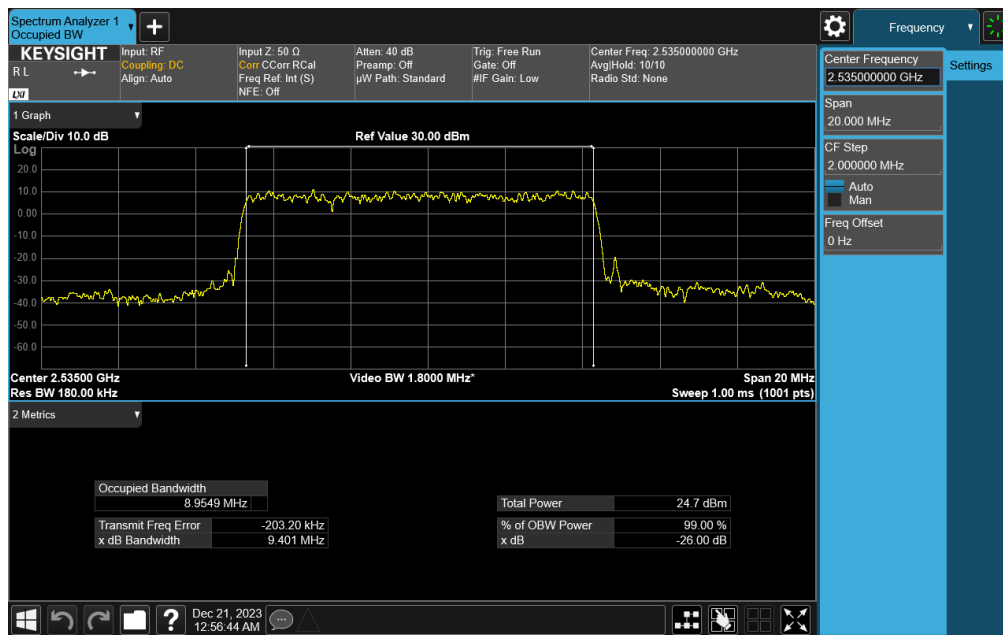 Spectrum Analyzer 1
Occupied BW
Frequency
KEYSIGHT
R L
LXI
Input: RF
Coupling: DC
Align: Auto
Input Z: 50 Ω
Corr CCorr RCal
Freq Ref: Int (S)
NFE: Off
Atten: 40 dB
Preamp: Off
µW Path: Standard
Trig: Free Run
Gate: Off
#IF Gain: Low
Center Freq: 2.535000000 GHz
Avg|Hold: 10/10
Radio Std: None
Center Frequency
2.535000000 GHz
Settings
Span
20.000 MHz
CF Step
2.000000 MHz
Auto
Man
Freq Offset
0 Hz
1 Graph
Scale/Div 10.0 dB
Ref Value 30.00 dBm
Log
20.0
10.0
0.00
-10.0
-20.0
-30.0
-40.0
-50.0
-60.0
Center 2.53500 GHz
Video BW 1.8000 MHz*
Span 20 MHz
Res BW 180.00 kHz
Sweep 1.00 ms (1001 pts)
2 Metrics
Occupied Bandwidth
8.9549 MHz
Total Power 24.7 dBm
Transmit Freq Error -203.20 kHz
% of OBW Power 99.00 %
x dB Bandwidth 9.401 MHz
x dB -26.00 dB
Dec 21, 2023
12:56:44 AM